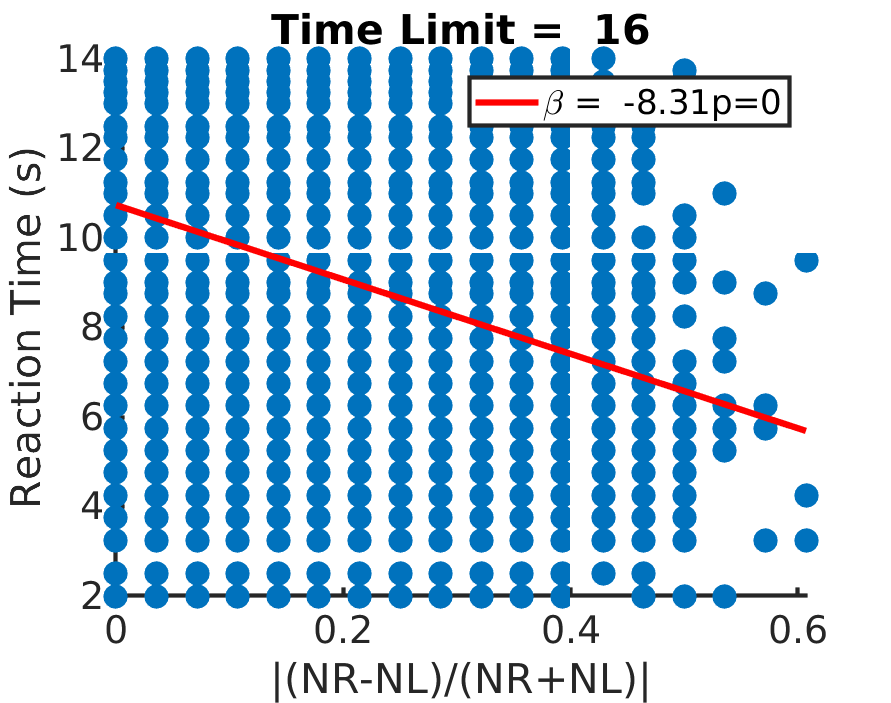 Time Limit = 16
β = -8.31p=0
14
12
10
8
6
4
2
Reaction Time (s)
0 0.2 0.4 0.6
|(NR-NL)/(NR+NL)|